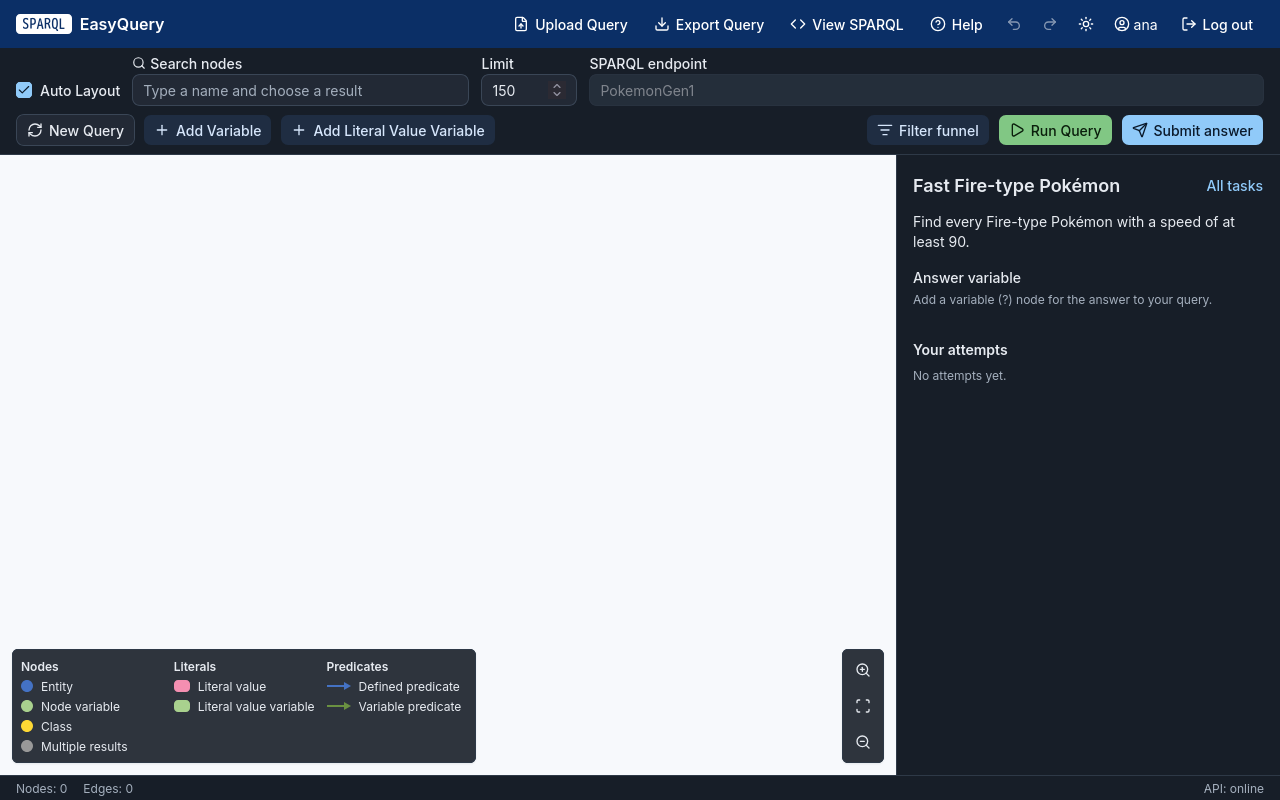 SPARQL EasyQuery
Upload Query
Export Query
View SPARQL
Help
ana
Log out
Auto Layout
Search nodes
Type a name and choose a result
Limit
150
SPARQL endpoint
PokemonGen1
New Query
Add Variable
Add Literal Value Variable
Filter funnel
Run Query
Submit answer
Fast Fire-type Pokémon
All tasks
Find every Fire-type Pokémon with a speed of at
least 90.
Answer variable
Add a variable (?) node for the answer to your query.
Your attempts
No attempts yet.
Nodes
Entity
Node variable
Class
Multiple results
Literals
Literal value
Literal value variable
Predicates
Defined predicate
Variable predicate
Nodes: 0
Edges: 0
API: online